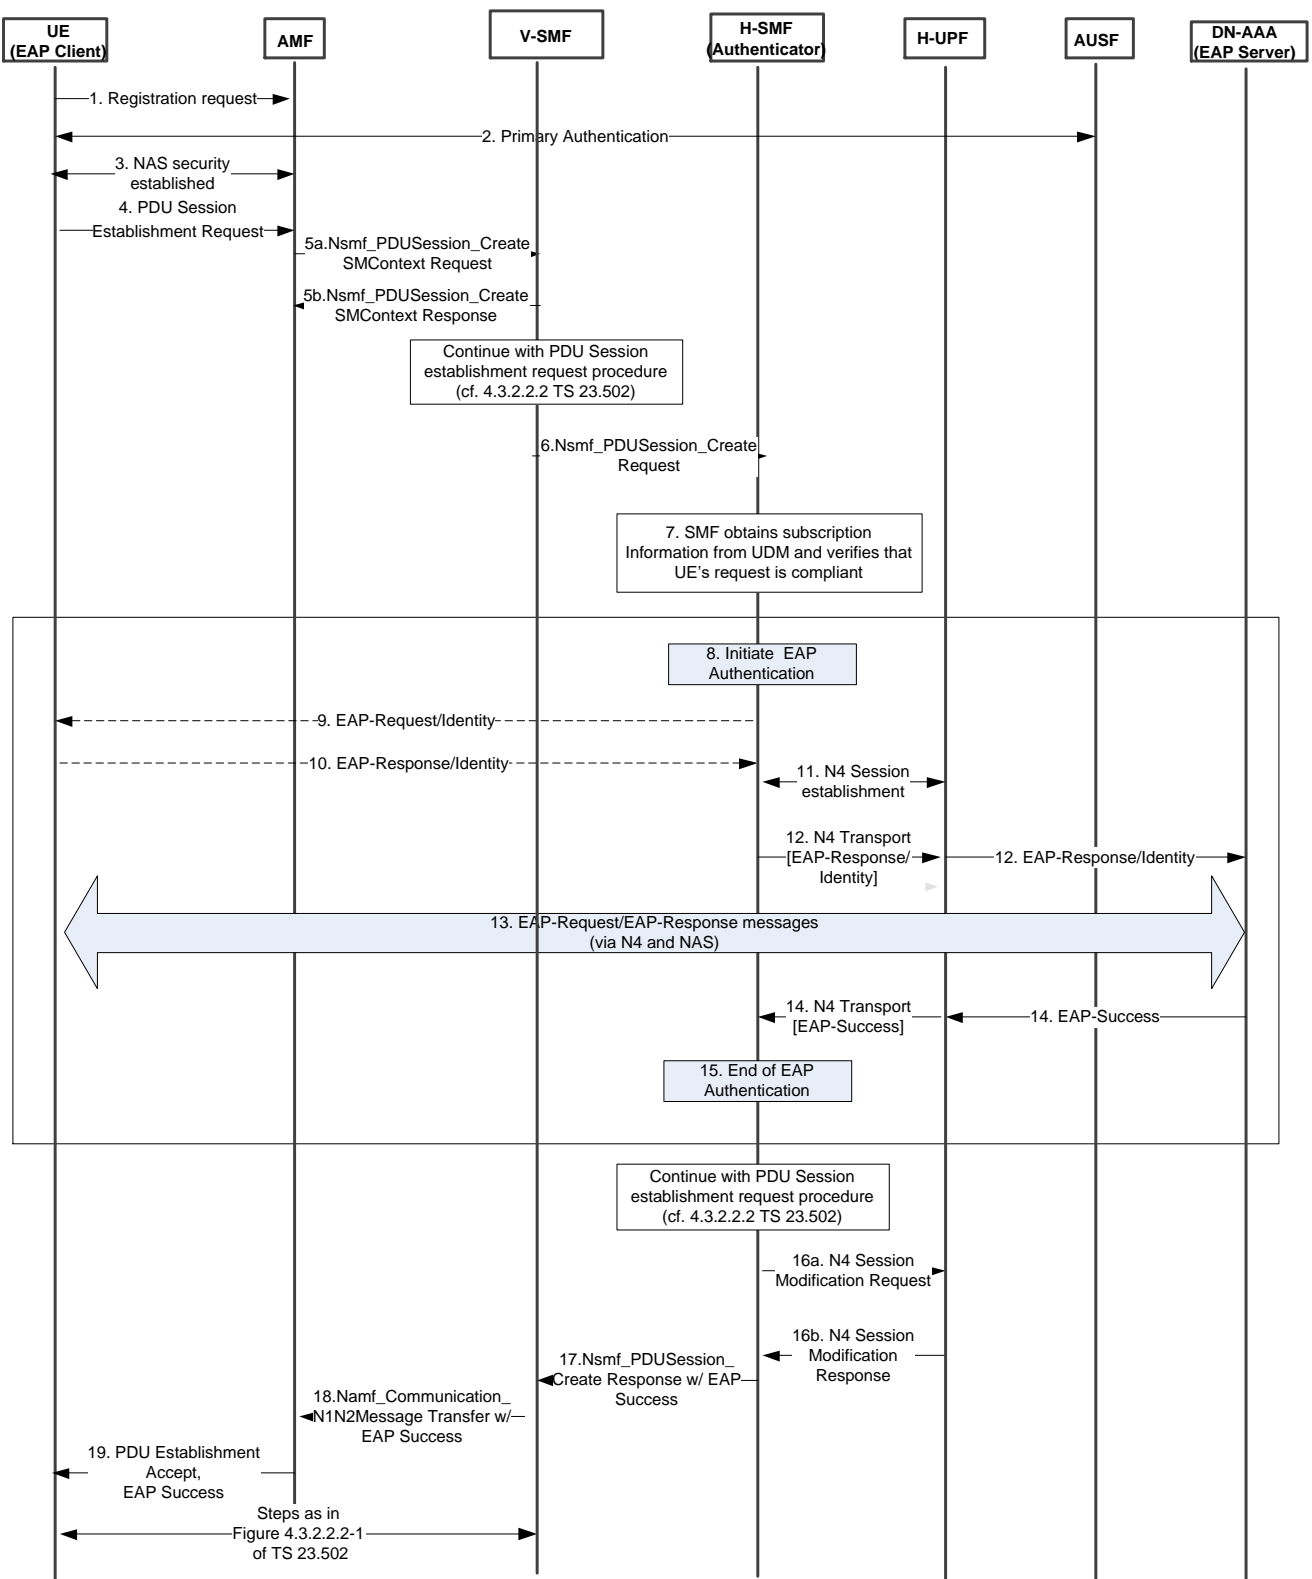 UE
(EAP Client)
AMF
V-SMF
H-SMF
(Authenticator)
H-UPF
AUSF
DN-AAA
(EAP Server)
1. Registration request
2. Primary Authentication
3. NAS security
established
4. PDU Session
Establishment Request
5a.Nsmf_PDUSession_Create
SMContext Request
5b.Nsmf_PDUSession_Create
SMContext Response
Continue with PDU Session
establishment request procedure
(cf. 4.3.2.2.2 TS 23.502)
6.Nsmf_PDUSession_Create
Request
7. SMF obtains subscription
Information from UDM and verifies that
UE's request is compliant
8. Initiate EAP
Authentication
9. EAP-Request/Identity
10. EAP-Response/Identity
11. N4 Session
establishment
12. N4 Transport
[EAP-Response/
Identity]
12. EAP-Response/Identity
13. EAP-Request/EAP-Response messages
(via N4 and NAS)
14. N4 Transport
[EAP-Success]
14. EAP-Success
15. End of EAP
Authentication
Continue with PDU Session
establishment request procedure
(cf. 4.3.2.2.2 TS 23.502)
16a. N4 Session
Modification Request
16b. N4 Session
Modification
Response
17.Nsmf_PDUSession_
Create Response w/ EAP
Success
18.Namf_Communication_
N1N2Message Transfer w/
EAP Success
19. PDU Establishment
Accept,
EAP Success
Steps as in
Figure 4.3.2.2.2-1
of TS 23.502